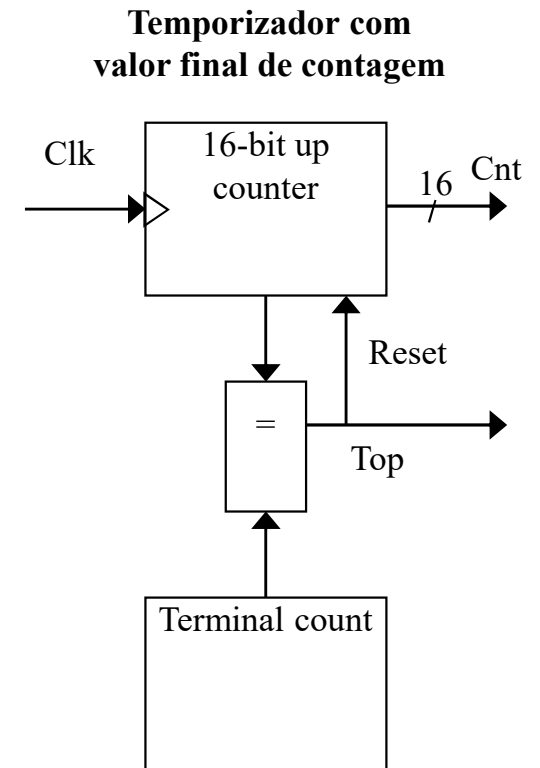 Temporizador com
valor final de contagem
Clk
16-bit up
counter
16
Cnt
Reset
=
Top
Terminal count